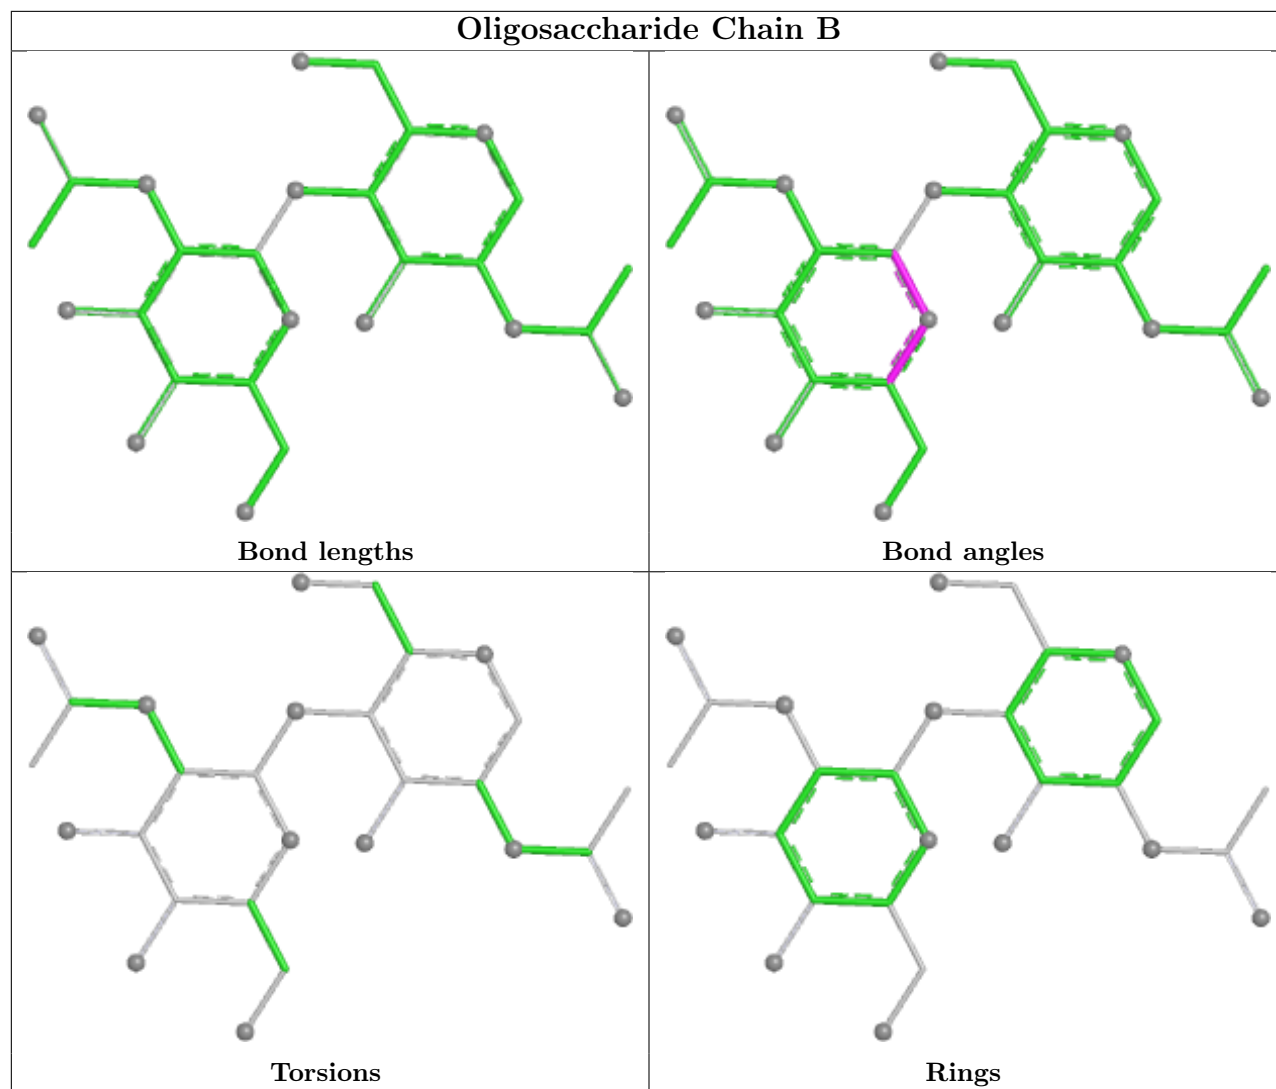 Oligosaccharide Chain B
Bond lengths
Bond angles
Torsions
Rings